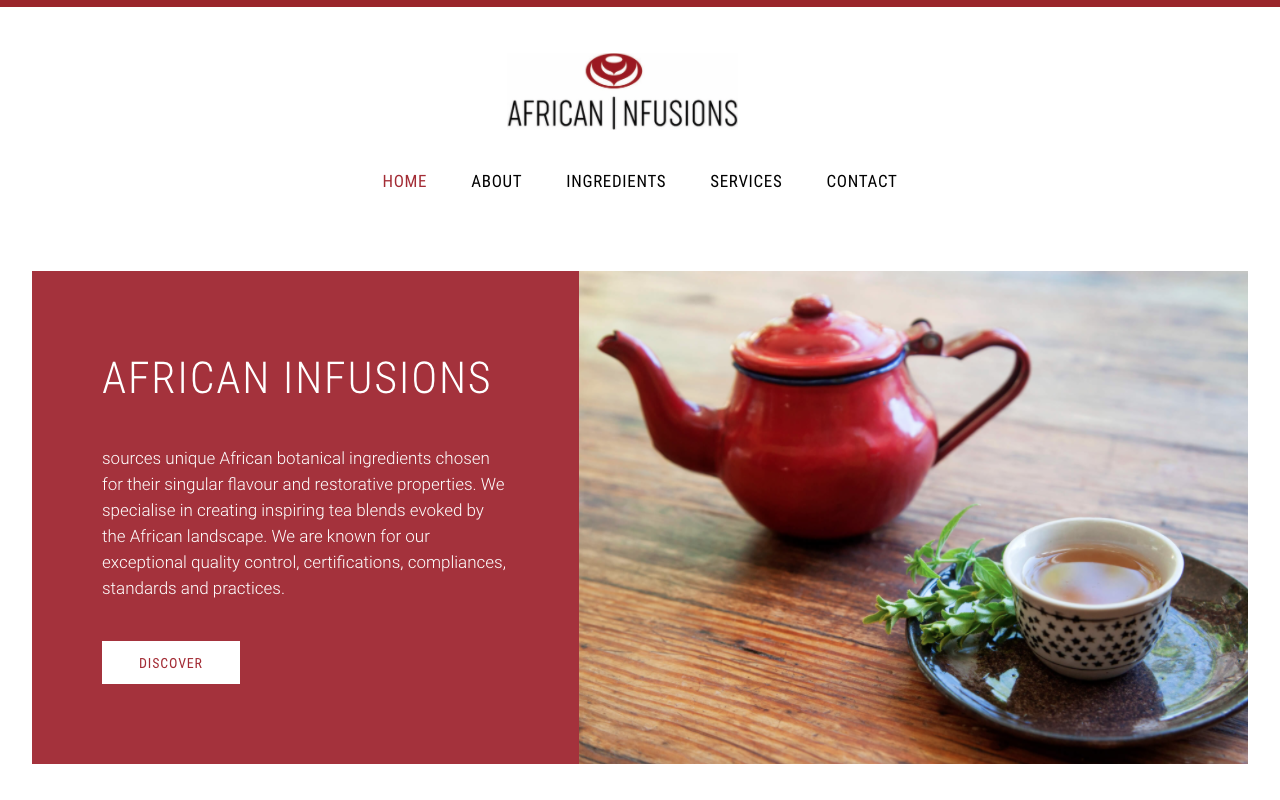 AFRICAN INFUSIONS
HOME ABOUT INGREDIENTS SERVICES CONTACT
AFRICAN INFUSIONS
sources unique African botanical ingredients chosen
for their singular flavour and restorative properties. We
specialise in creating inspiring tea blends evoked by
the African landscape. We are known for our
exceptional quality control, certifications, compliances,
standards and practices.
DISCOVER